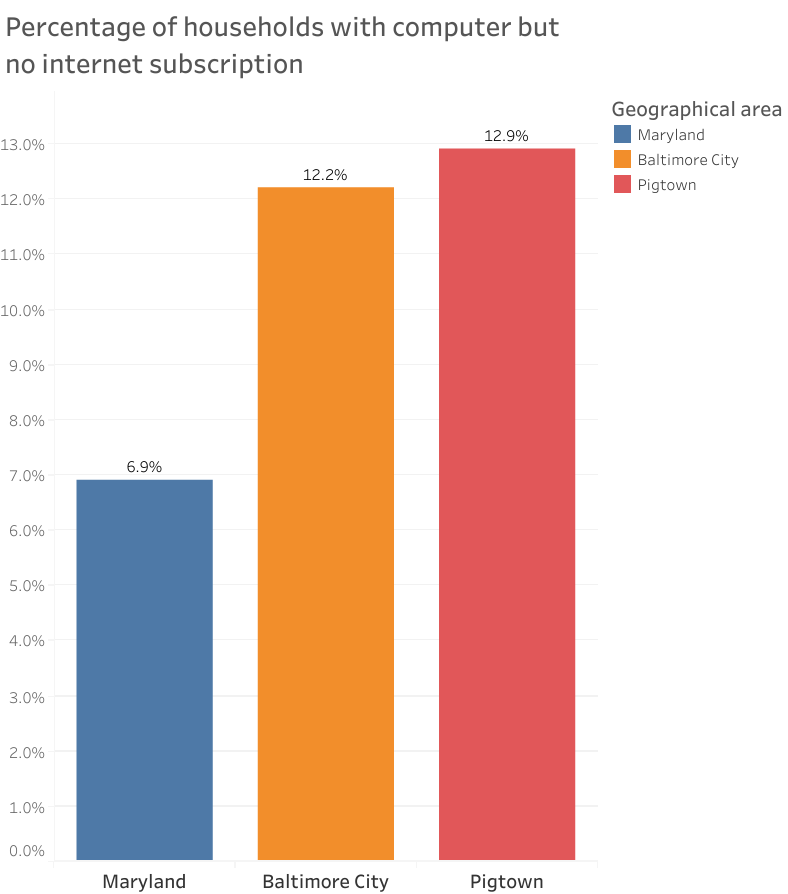 Percentage of households with computer but
no internet subscription
Geographical area
Maryland
Baltimore City
Pigtown
13.0%
12.0%
11.0%
10.0%
9.0%
8.0%
7.0%
6.0%
5.0%
4.0%
3.0%
2.0%
1.0%
0.0%
6.9%
12.2%
12.9%
Maryland
Baltimore City
Pigtown